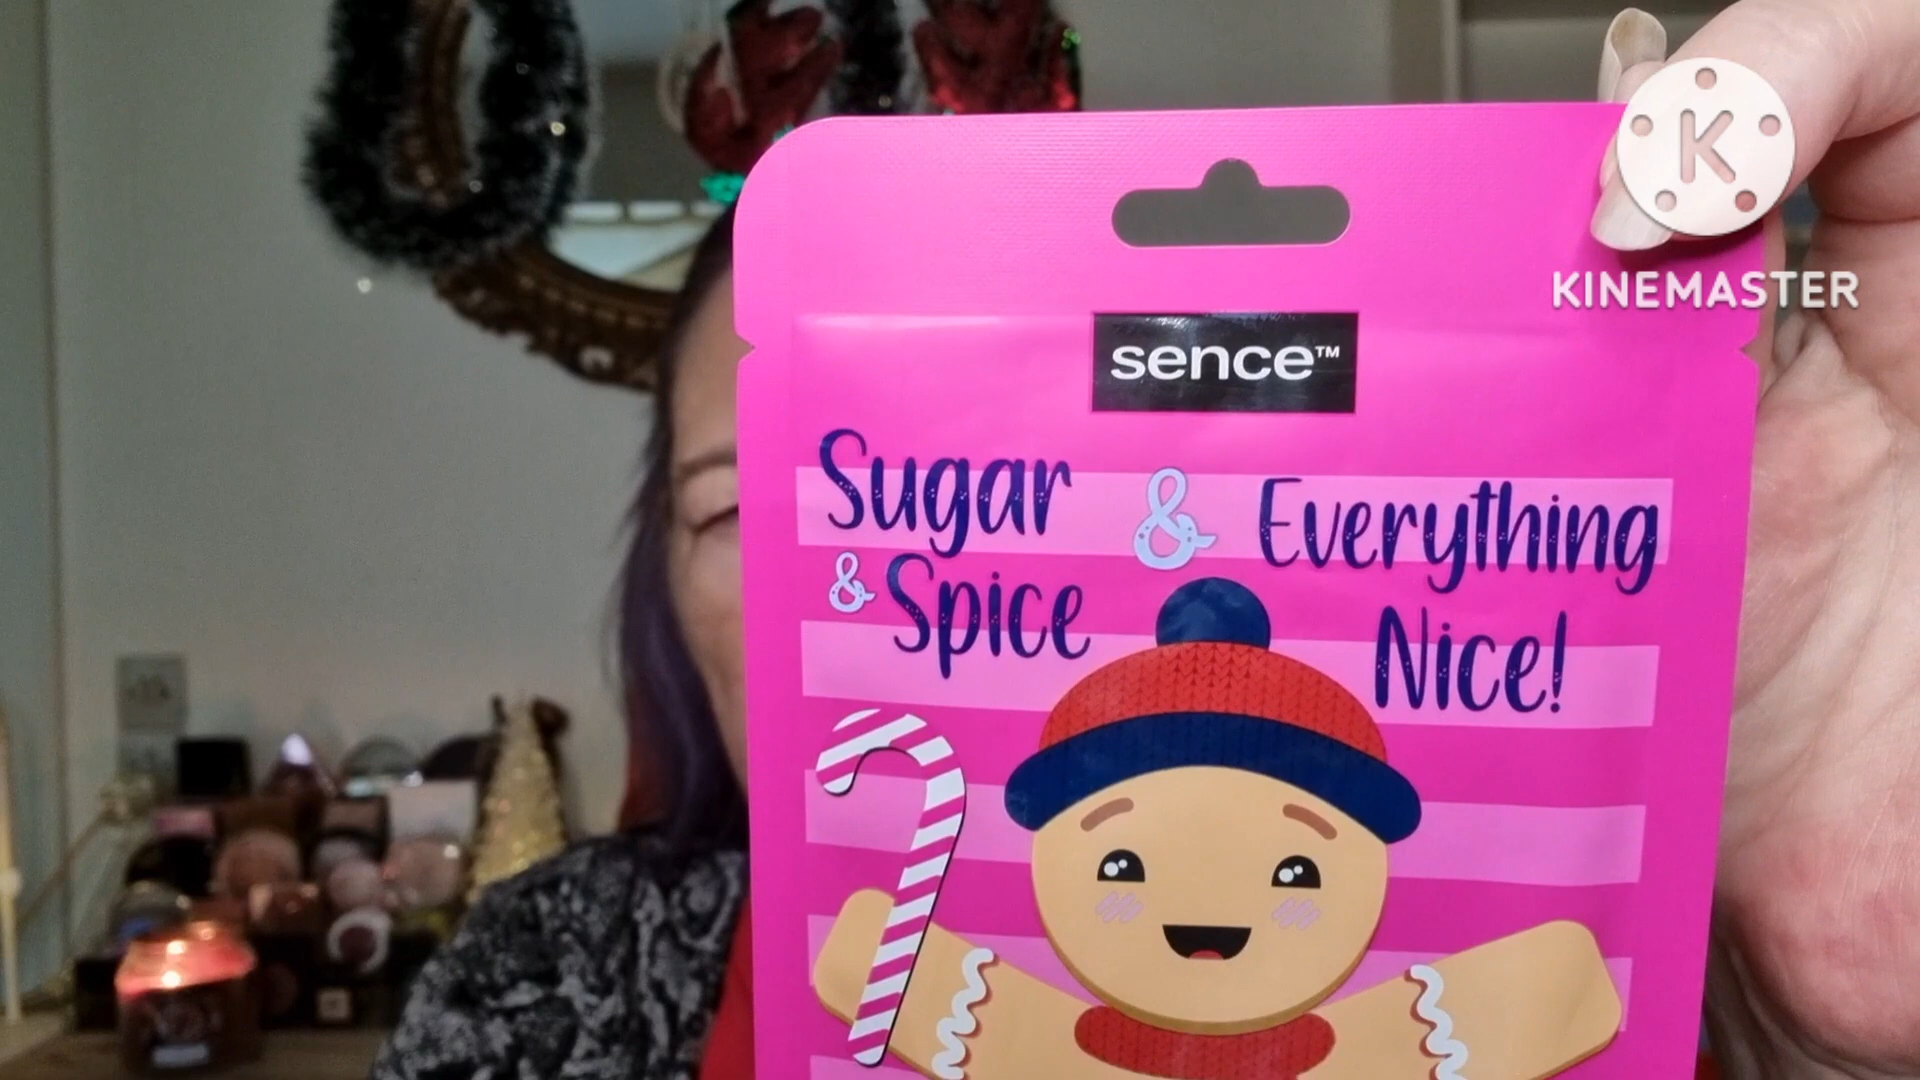 K
KINEMASTER
sence™
Sugar & Everything
& Spice Nice!